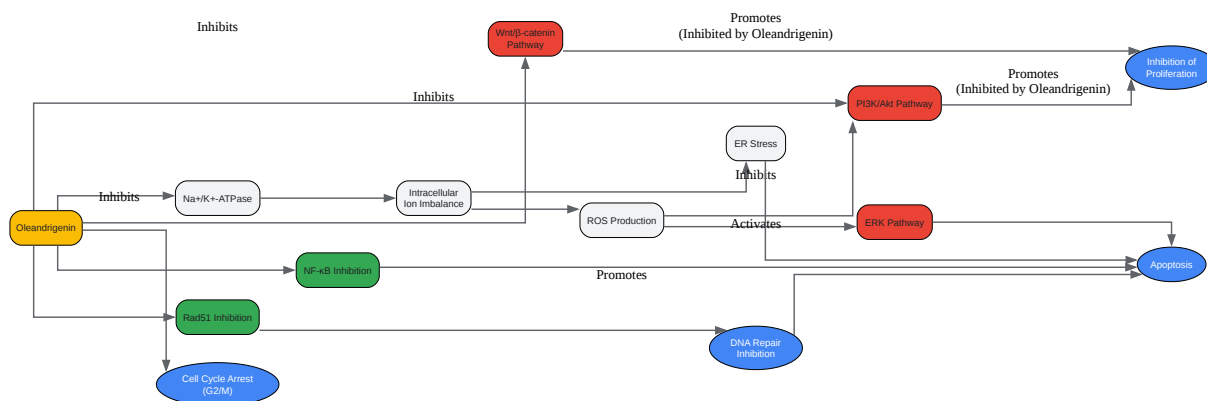 Inhibits
Promotes
(Inhibited by Oleandrigenin)
Wnt/β-catenin
Pathway
Inhibition of
Proliferation
Promotes
(Inhibited by Oleandrigenin)
Inhibits
PI3K/Akt Pathway
ER Stress
Inhibits
Inhibits
Na+/K+-ATPase
Intracellular
Ion Imbalance
ROS Production
Activates
ERK Pathway
Oleandrigenin
NF-κB Inhibition
Promotes
Apoptosis
Rad51 Inhibition
DNA Repair
Inhibition
Cell Cycle Arrest
(G2/M)